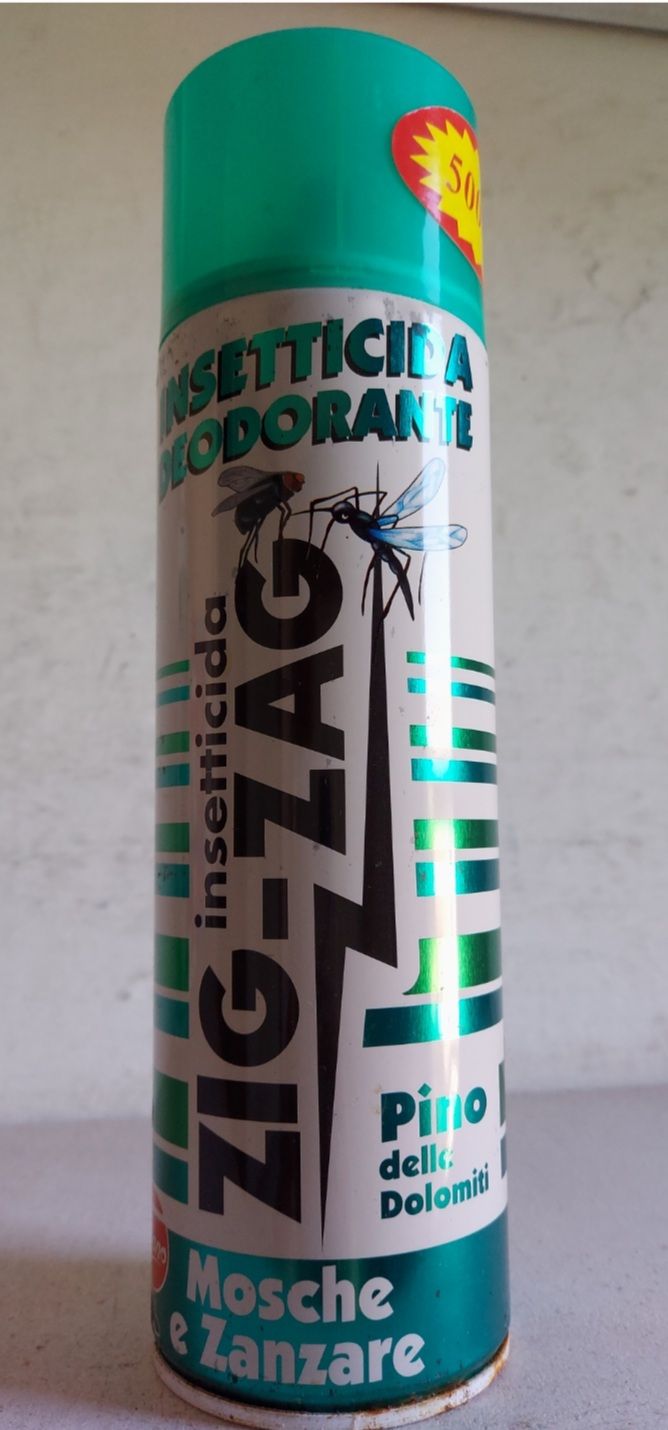 500
INSETTICIDA
DEODORANTE
insetticida
ZIG-ZAG
Pino
delle
Dolomiti
Mosche
e Zanzare